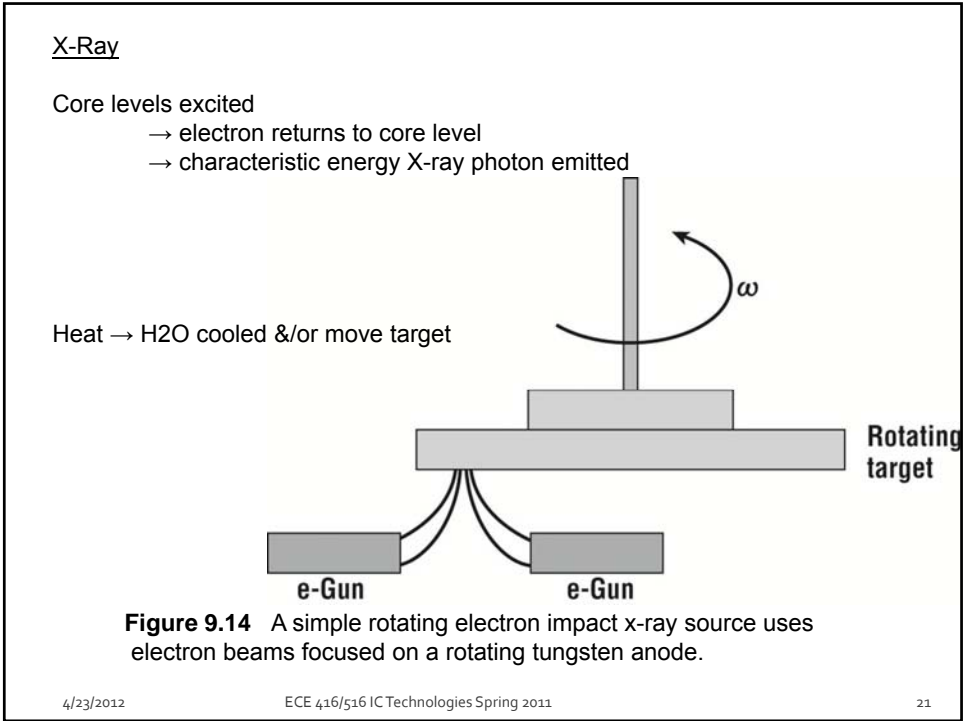 X-Ray
Core levels excited
→ electron returns to core level
→ characteristic energy X-ray photon emitted
ω
Heat → H2O cooled &/or move target
Rotating
target
e-Gun e-Gun
Figure 9.14 A simple rotating electron impact x-ray source uses
electron beams focused on a rotating tungsten anode.
4/23/2012 ECE 416/516 IC Technologies Spring 2011 21